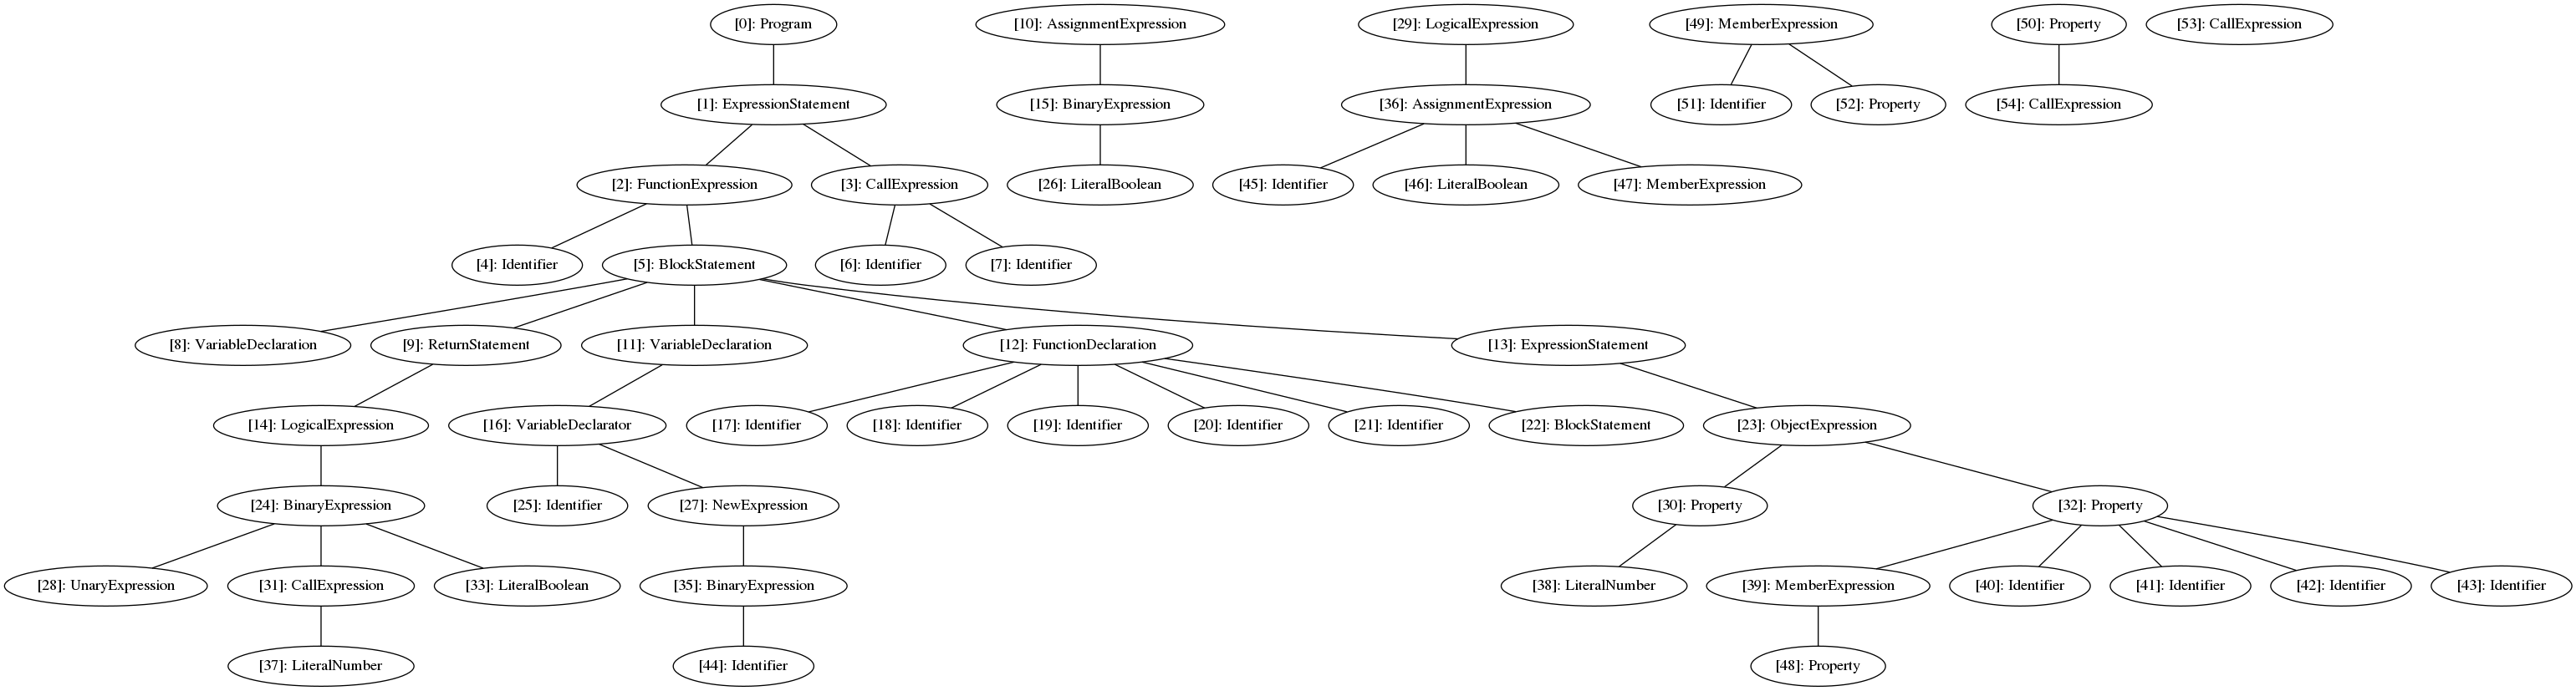 [0]: Program
[10]: AssignmentExpression
[29]: LogicalExpression
[49]: MemberExpression
[50]: Property
[53]: CallExpression
[1]: ExpressionStatement
[15]: BinaryExpression
[36]: AssignmentExpression
[51]: Identifier
[52]: Property
[54]: CallExpression
[2]: FunctionExpression
[3]: CallExpression
[26]: LiteralBoolean
[45]: Identifier
[46]: LiteralBoolean
[47]: MemberExpression
[4]: Identifier
[5]: BlockStatement
[6]: Identifier
[7]: Identifier
[8]: VariableDeclaration
[9]: ReturnStatement
[11]: VariableDeclaration
[12]: FunctionDeclaration
[13]: ExpressionStatement
[14]: LogicalExpression
[16]: VariableDeclarator
[17]: Identifier
[18]: Identifier
[19]: Identifier
[20]: Identifier
[21]: Identifier
[22]: BlockStatement
[23]: ObjectExpression
[24]: BinaryExpression
[25]: Identifier
[27]: NewExpression
[30]: Property
[32]: Property
[28]: UnaryExpression
[31]: CallExpression
[33]: LiteralBoolean
[35]: BinaryExpression
[38]: LiteralNumber
[39]: MemberExpression
[40]: Identifier
[41]: Identifier
[42]: Identifier
[43]: Identifier
[37]: LiteralNumber
[44]: Identifier
[48]: Property